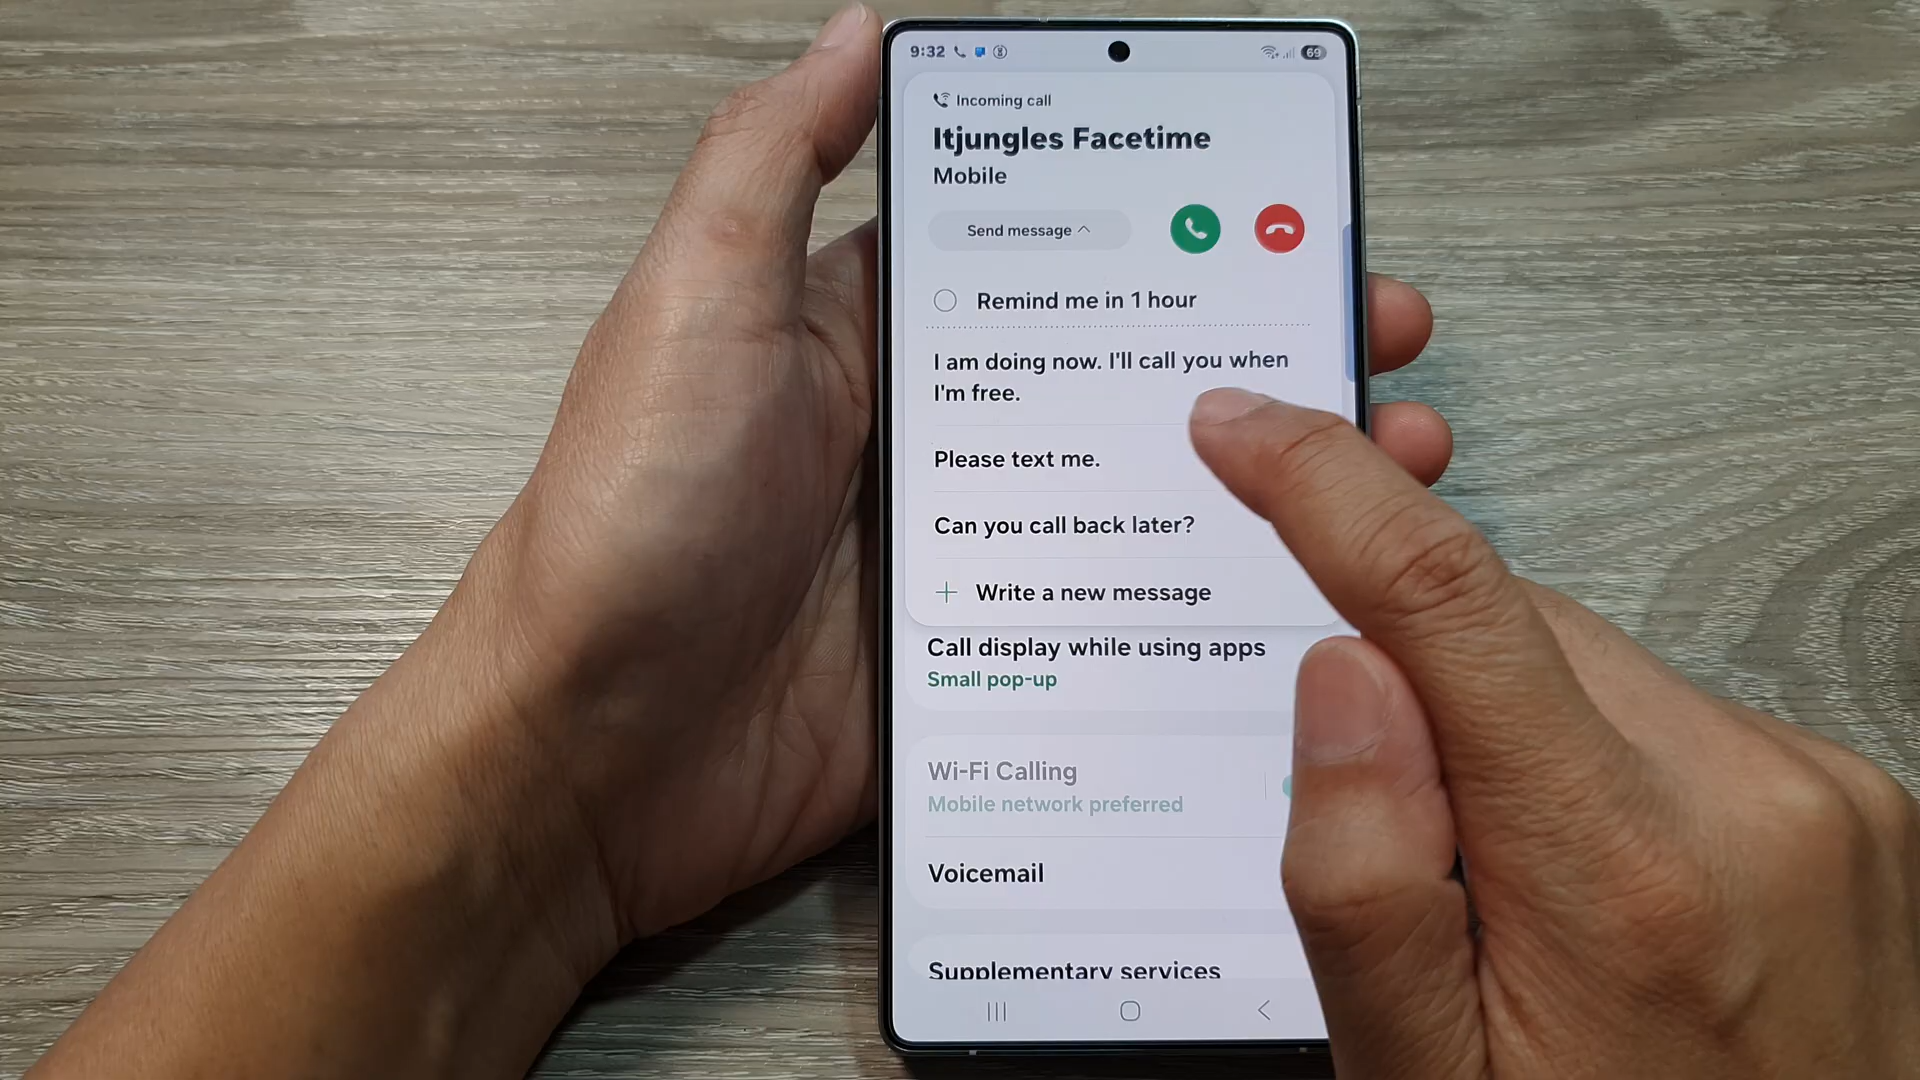 9:32
69
Incoming call
Itjungles Facetime
Mobile
Send message
Remind me in 1 hour
I am doing now. I'll call you when
I'm free.
Please text me.
Can you call back later?
+ Write a new message
Call display while using apps
Small pop-up
Wi-Fi Calling
Mobile network preferred
Voicemail
Supplementary services